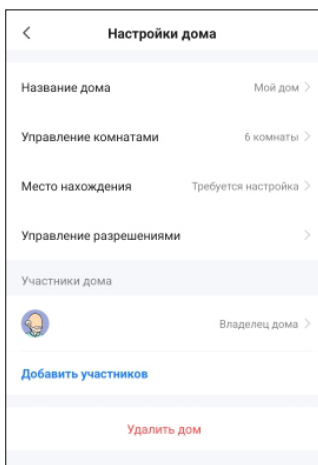 Настройки дома
Название дома Мой дом
Управление комнатами 6 комнаты
Место нахождения Требуется настройка
Управление разрешениями
Участники дома
Владелец дома
Добавить участников
Удалить дом